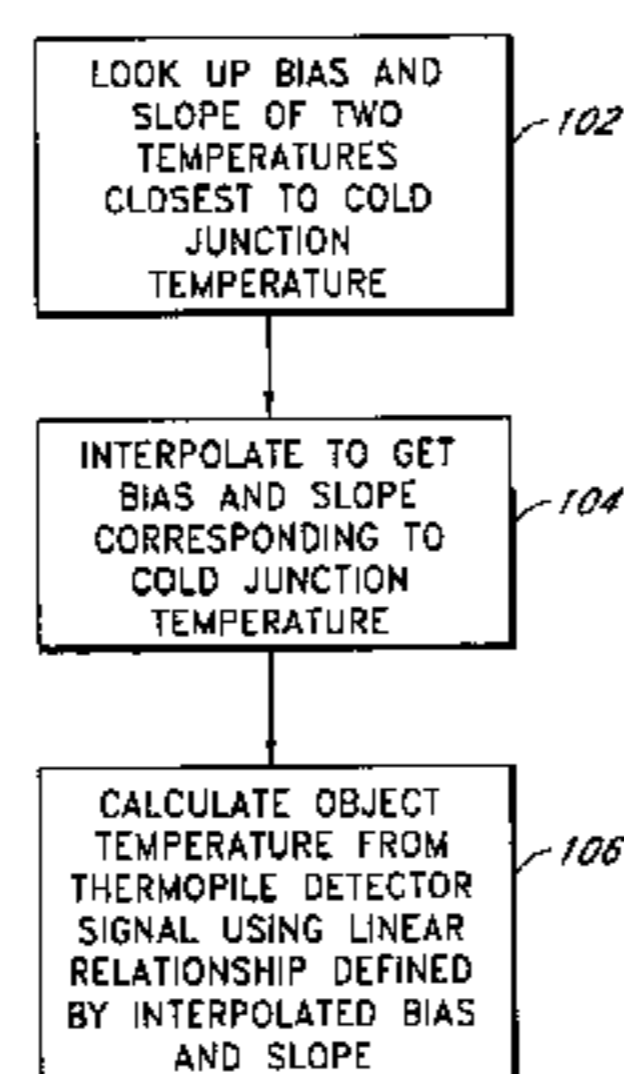 LOOK UP BIAS AND
SLOPE OF TWO
TEMPERATURES
CLOSEST TO COLD
JUNCTION
TEMPERATURE
102
INTERPOLATE TO GET
BIAS AND SLOPE
CORRESPONDING TO
COLD JUNCTION
TEMPERATURE
104
CALCULATE OBJECT
TEMPERATURE FROM
THERMOPILE DETECTOR
SIGNAL USING LINEAR
RELATIONSHIP DEFINED
BY INTERPOLATED BIAS
AND SLOPE
106